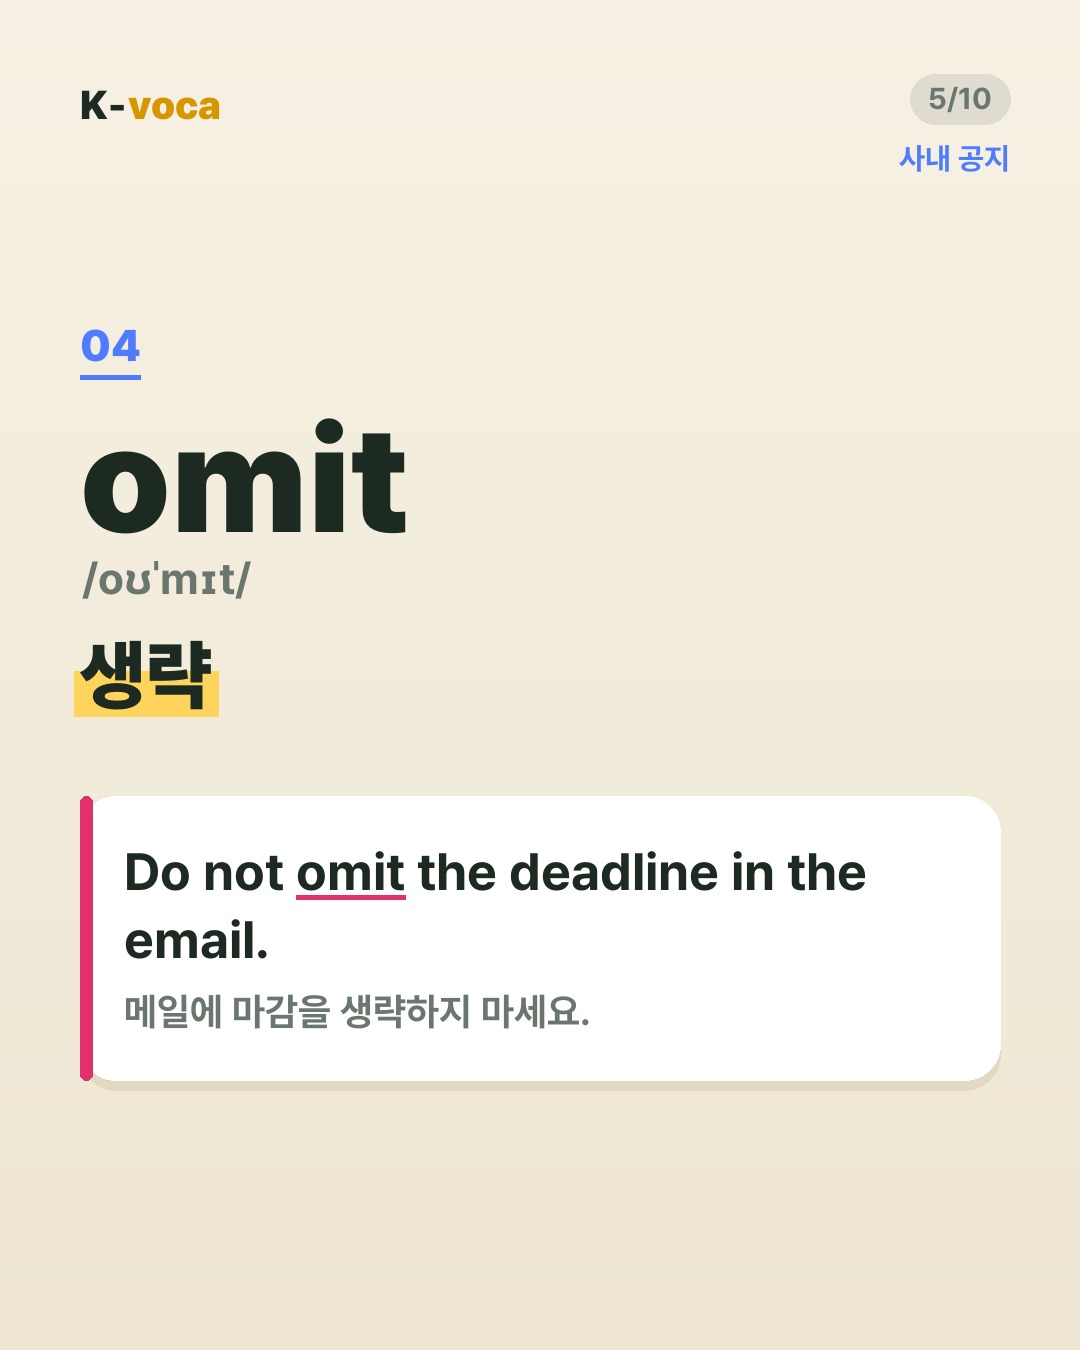 K-voca
5/10
사내 공지
04
omit
/oʊˈmɪt/
생략
Do not omit the deadline in the
email.
메일에 마감을 생략하지 마세요.